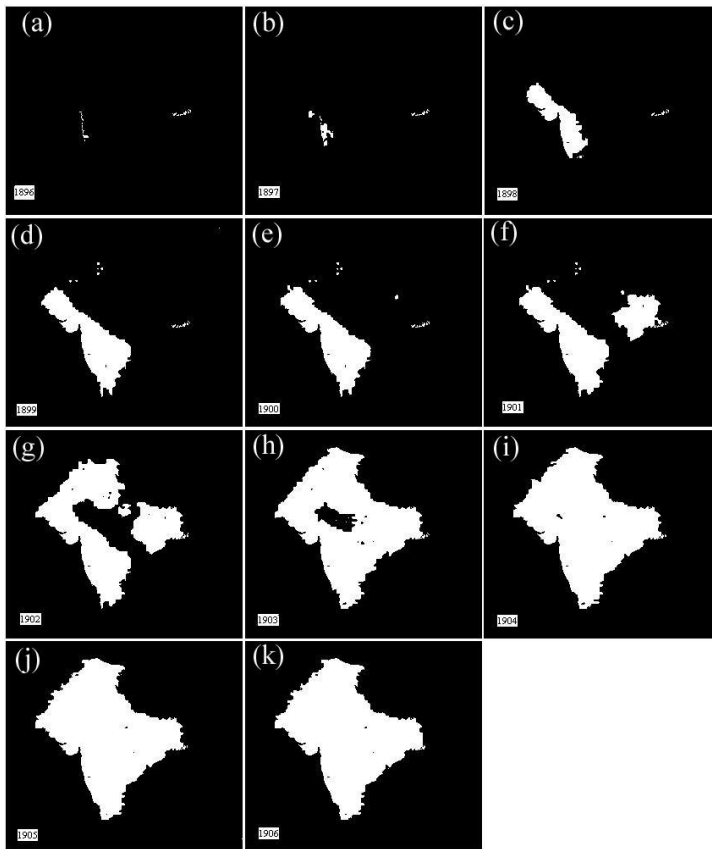 (a) (b) (c)
1896 1897 1898
(d) (e) (f)
1899 1900 1901
(g) (h) (i)
1902 1903 1904
(j) (k)
1905 1906